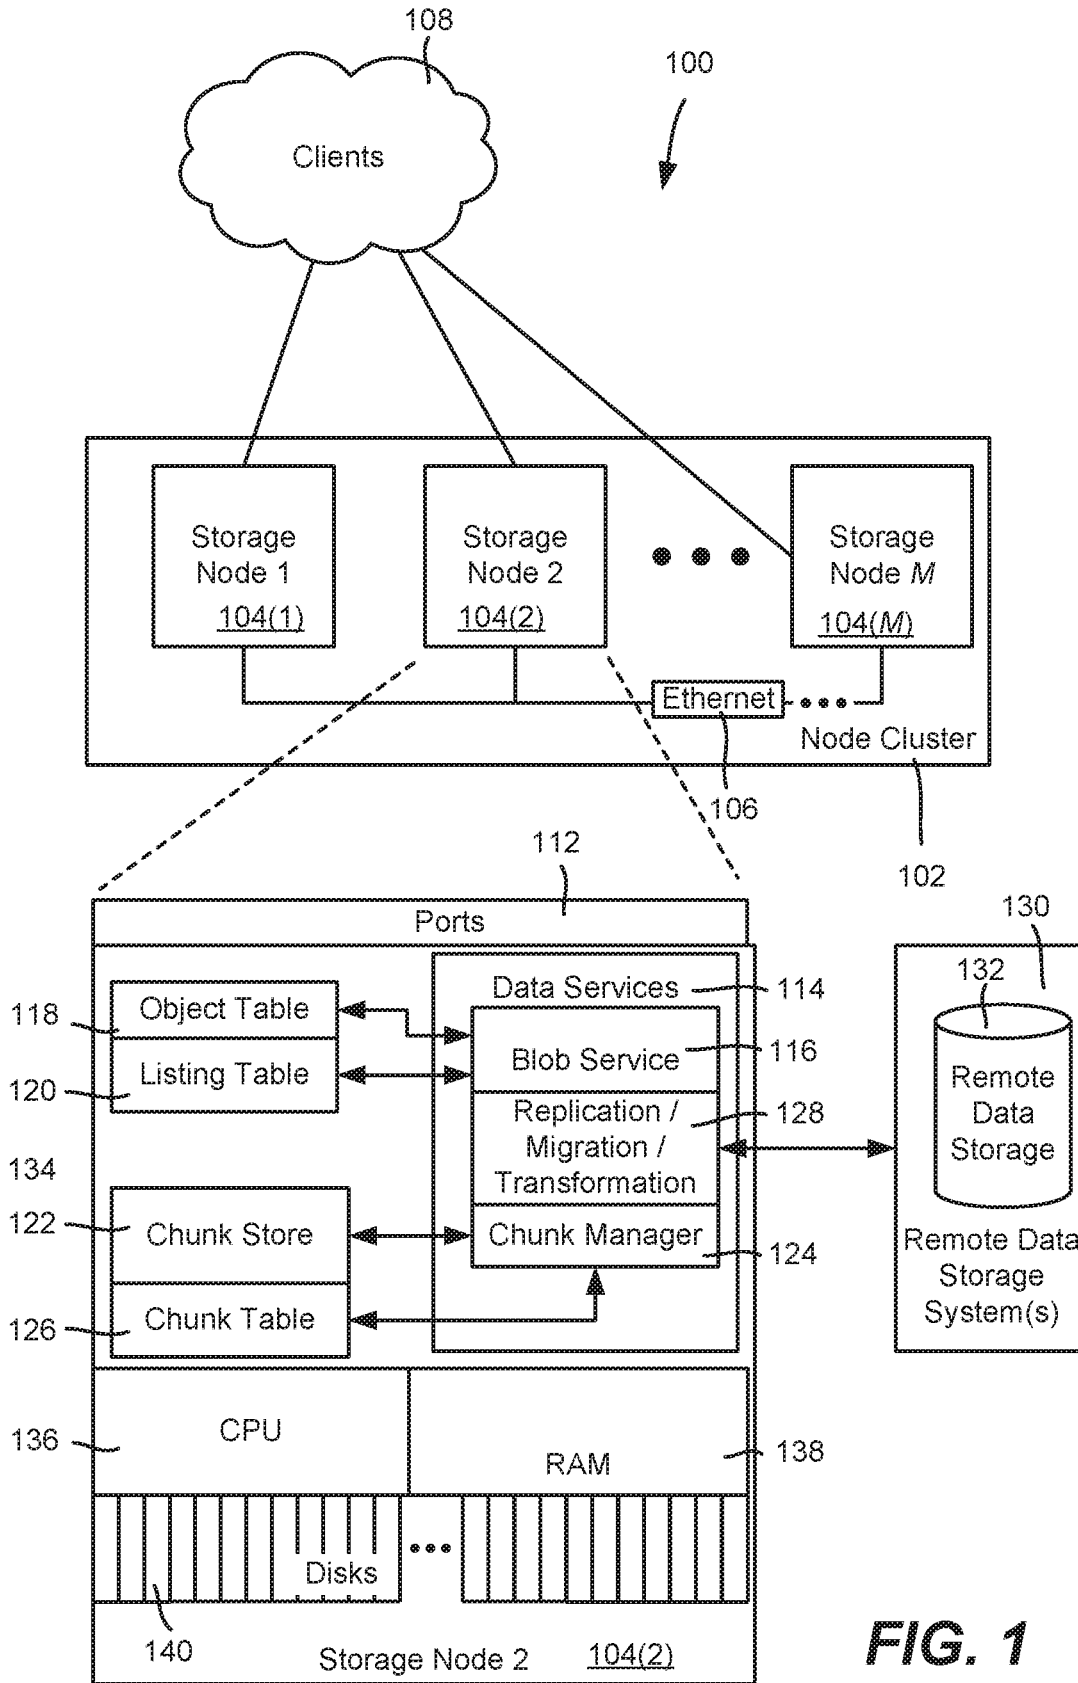 108
100
Clients
Storage
Node 1
104(1)
Storage
Node 2
104(2)
Storage
Node M
104(M)
Ethernet
Node Cluster
106
102
112
Ports
130
132
Data Services
114
118
Object Table
116
Blob Service
120
Listing Table
Replication /
Migration /
Transformation
128
Remote
Data
Storage
134
122
Chunk Store
Chunk Manager
124
Remote Data
Storage
System(s)
126
Chunk Table
136
CPU
RAM
138
Disks
140
Storage Node 2
104(2)
FIG. 1